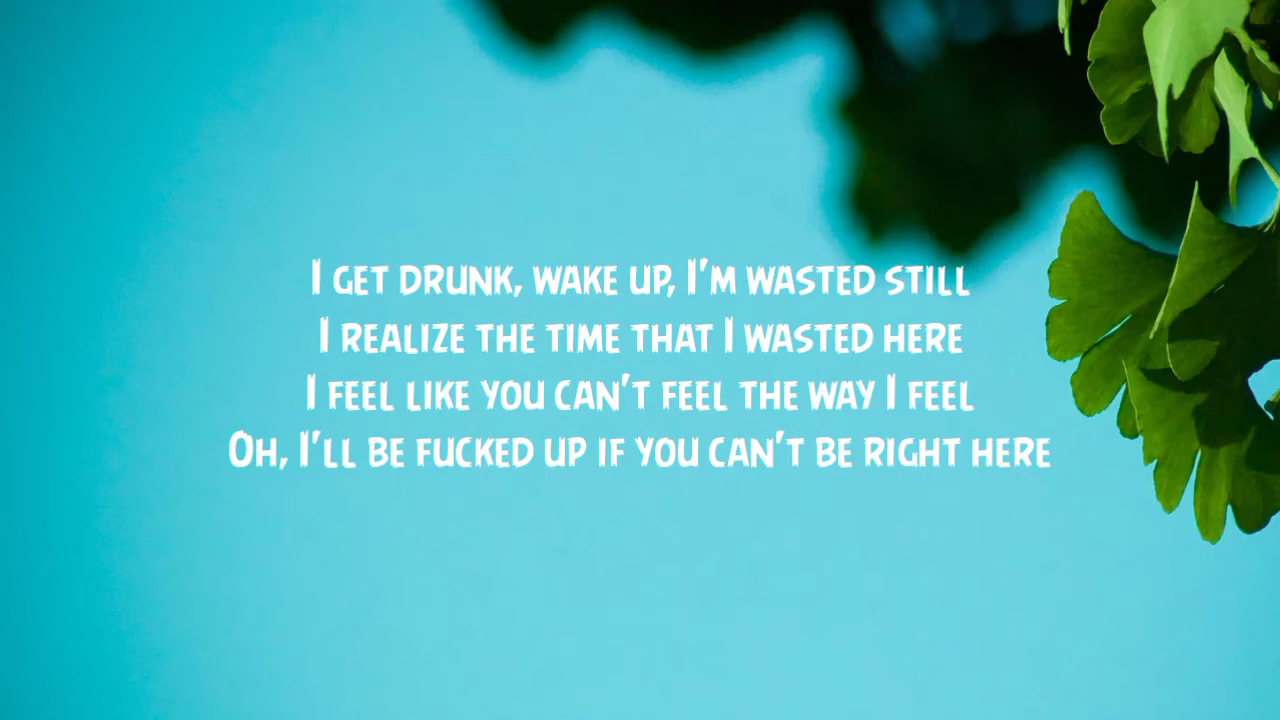 I get drunk, wake up, I'm wasted still
I realize the time that I wasted here
I feel like you can't feel the way I feel
Oh, I'll be fucked up if you can't be right here